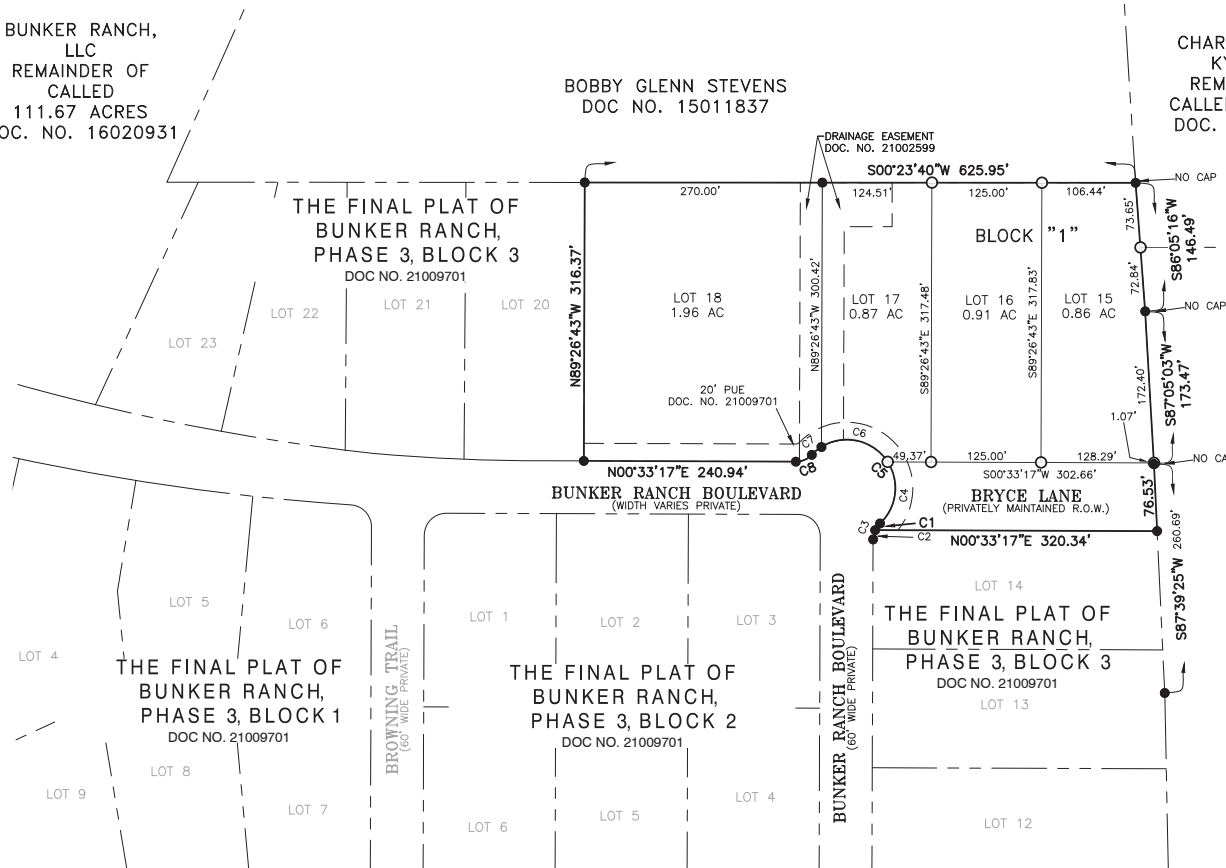 BUNKER RANCH,
LLC
REMAINDER OF
CALLED
111.67 ACRES
OC. NO. 16020931
BOBBY GLENN STEVENS
DOC NO. 15011837
CHAR
KY
REM
CALLE
DOC.
DRAINAGE EASEMENT
DOC. NO. 21002599
S00°23'40"W 625.95'
NO CAP
270.00'
124.51'
125.00'
106.44'
73.65'
S86°05'16"W
146.49'
THE FINAL PLAT OF
BUNKER RANCH,
PHASE 3, BLOCK 3
DOC NO. 21009701
BLOCK "1"
N89°26'43"W 316.37'
N89°26'43"W 300.42'
S89°26'43"E 317.48'
S89°26'43"E 317.83'
72.84'
NO CAP
LOT 23
LOT 22
LOT 21
LOT 20
LOT 18
1.96 AC
LOT 17
0.87 AC
LOT 16
0.91 AC
LOT 15
0.86 AC
172.40'
S87°05'03"W
173.47'
20' PUE
DOC. NO. 21009701
1.07'
C7
C6
C8
C5
49.37'
125.00'
128.29'
NO CA
N00°33'17"E 240.94'
S00°33'17"W 302.66'
BUNKER RANCH BOULEVARD
(WIDTH VARIES PRIVATE)
C4
BRYCE LANE
(PRIVATELY MAINTAINED R.O.W.)
76.53'
C3
C1
C2
N00°33'17"E 320.34'
S87°39'25"W 260.69'
LOT 4
LOT 5
LOT 6
LOT 1
LOT 2
LOT 3
LOT 14
THE FINAL PLAT OF
BUNKER RANCH,
PHASE 3, BLOCK 1
DOC NO. 21009701
BROWNING TRAIL
(60' WIDE PRIVATE)
THE FINAL PLAT OF
BUNKER RANCH,
PHASE 3, BLOCK 2
DOC NO. 21009701
BUNKER RANCH BOULEVARD
(60' WIDE PRIVATE)
THE FINAL PLAT OF
BUNKER RANCH,
PHASE 3, BLOCK 3
DOC NO. 21009701
LOT 13
LOT 9
LOT 8
LOT 7
LOT 6
LOT 5
LOT 4
LOT 12